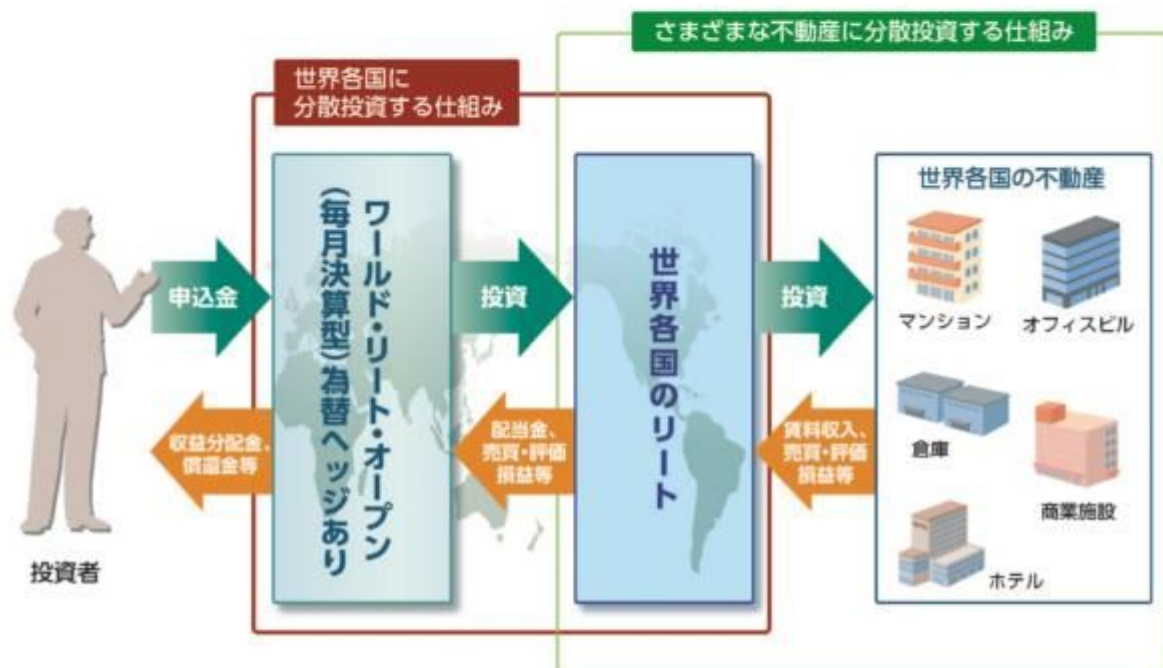 さまざまな不動産に分散投資する仕組み
世界各国に
分散投資する仕組み
投資者
申込金
収益分配金、
償還金等
ワールド・リート・オープン
(毎月決算型)為替ヘッジあり
投資
配当金、
売買・評価
損益等
世界各国のリート
投資
賃料収入、
売買・評価
損益等
世界各国の不動産
マンション
オフィスビル
倉庫
商業施設
ホテル